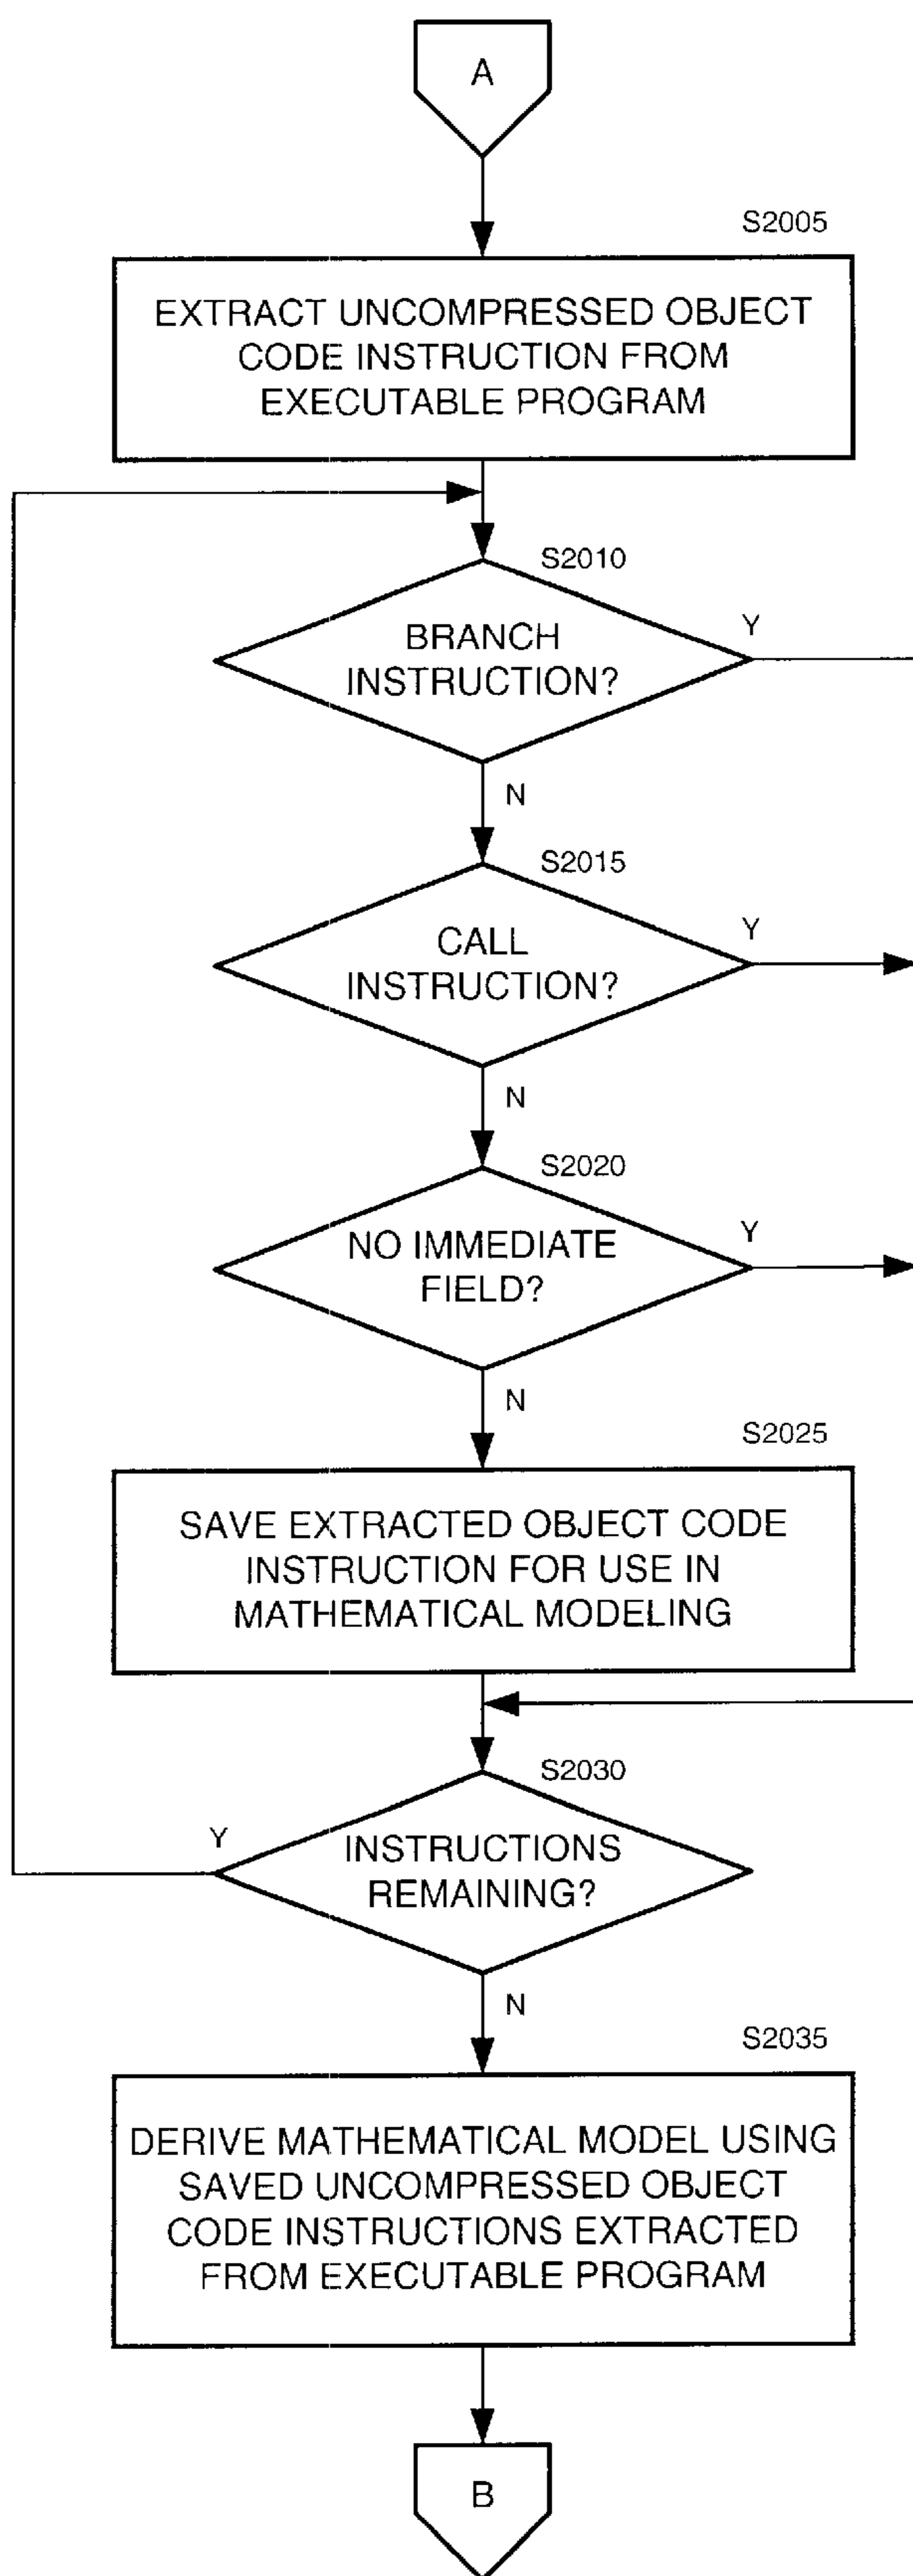 A
S2005
EXTRACT UNCOMPRESSED OBJECT
CODE INSTRUCTION FROM
EXECUTABLE PROGRAM
S2010
BRANCH
INSTRUCTION?
Y
N
S2015
CALL
INSTRUCTION?
Y
N
S2020
NO IMMEDIATE
FIELD?
Y
N
S2025
SAVE EXTRACTED OBJECT CODE
INSTRUCTION FOR USE IN
MATHEMATICAL MODELING
S2030
Y
INSTRUCTIONS
REMAINING?
N
S2035
DERIVE MATHEMATICAL MODEL USING
SAVED UNCOMPRESSED OBJECT
CODE INSTRUCTIONS EXTRACTED
FROM EXECUTABLE PROGRAM
B